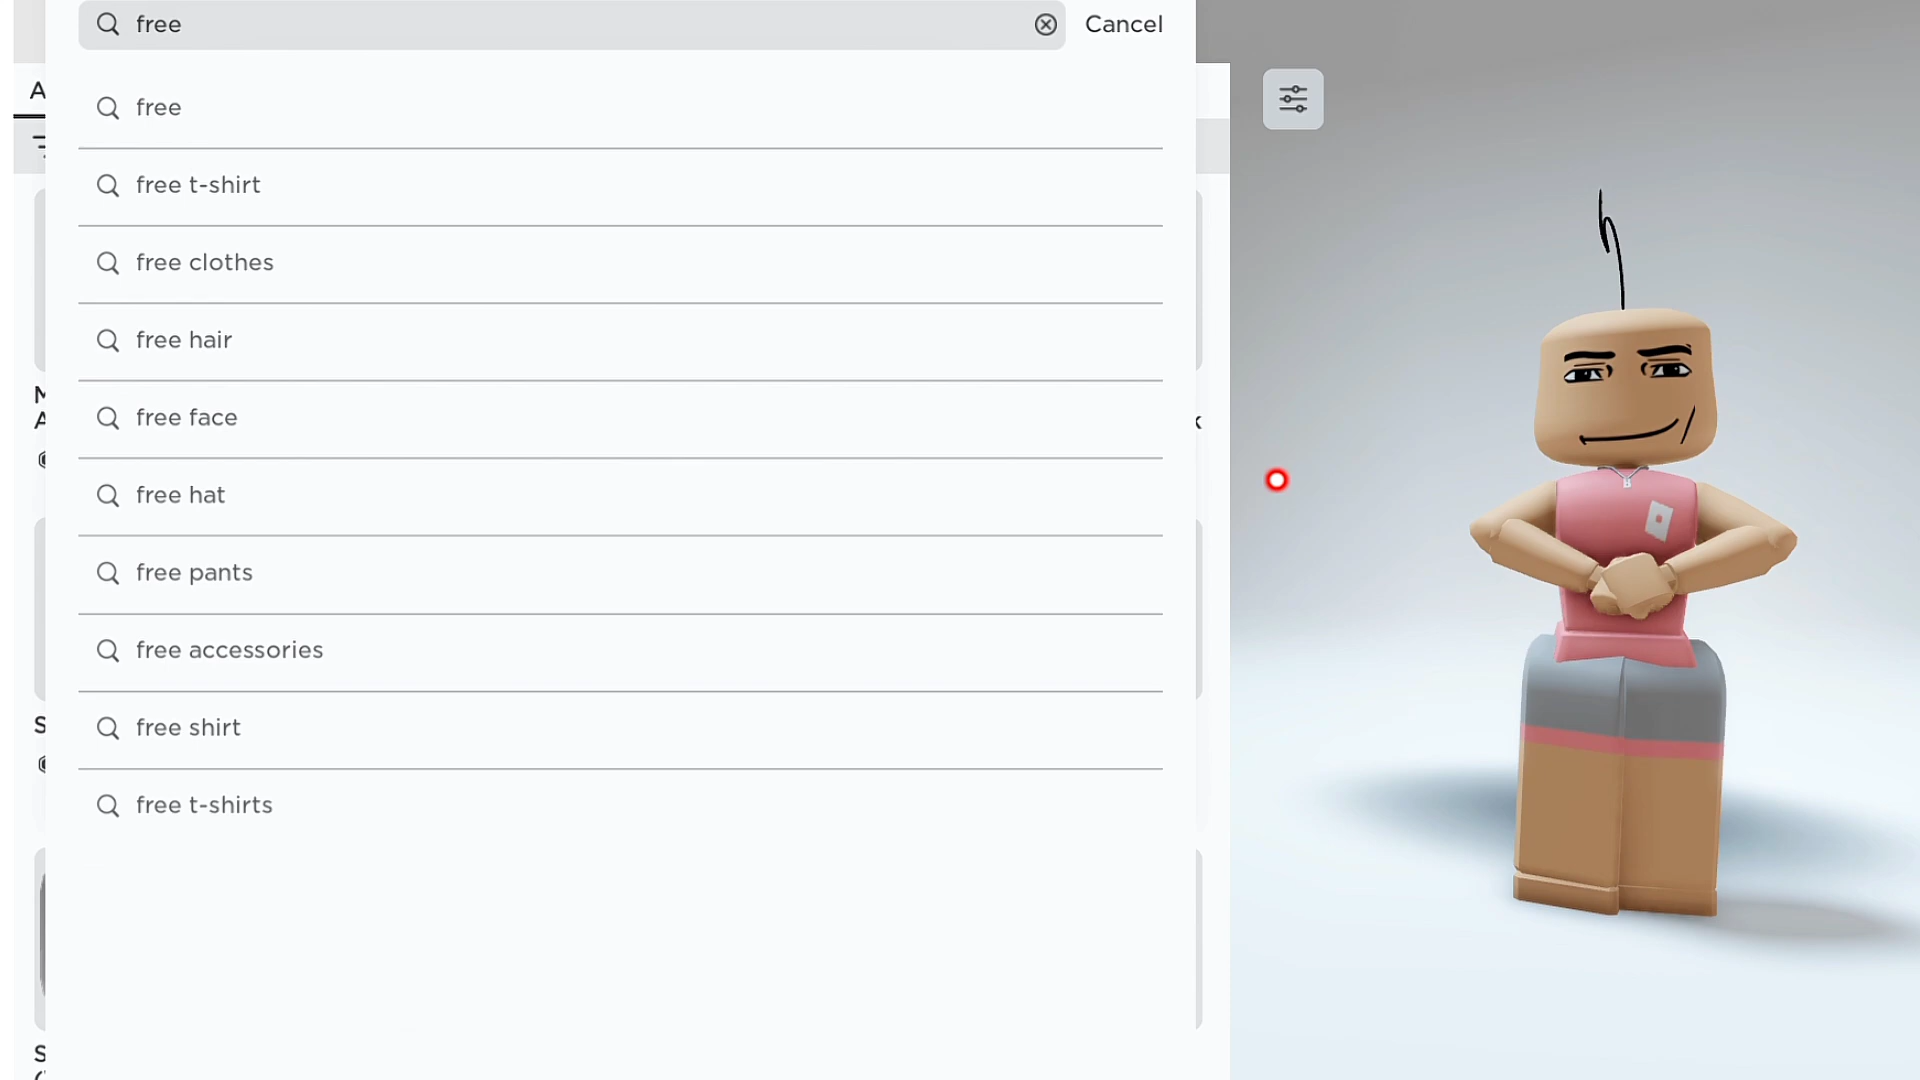 free
Cancel
free
free t-shirt
free clothes
free hair
free face
free hat
free pants
free accessories
free shirt
free t-shirts